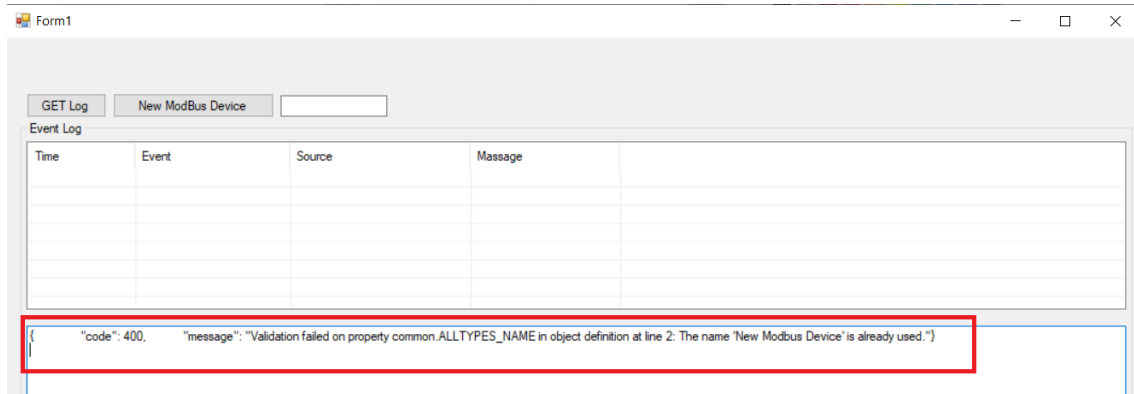 Form1
GET Log New ModBus Device
Event Log
Time Event Source Massage
{ "code": 400, "message": "Validation failed on property common.ALLTYPES_NAME in object definition at line 2: The name 'New Modbus Device' is already used."}